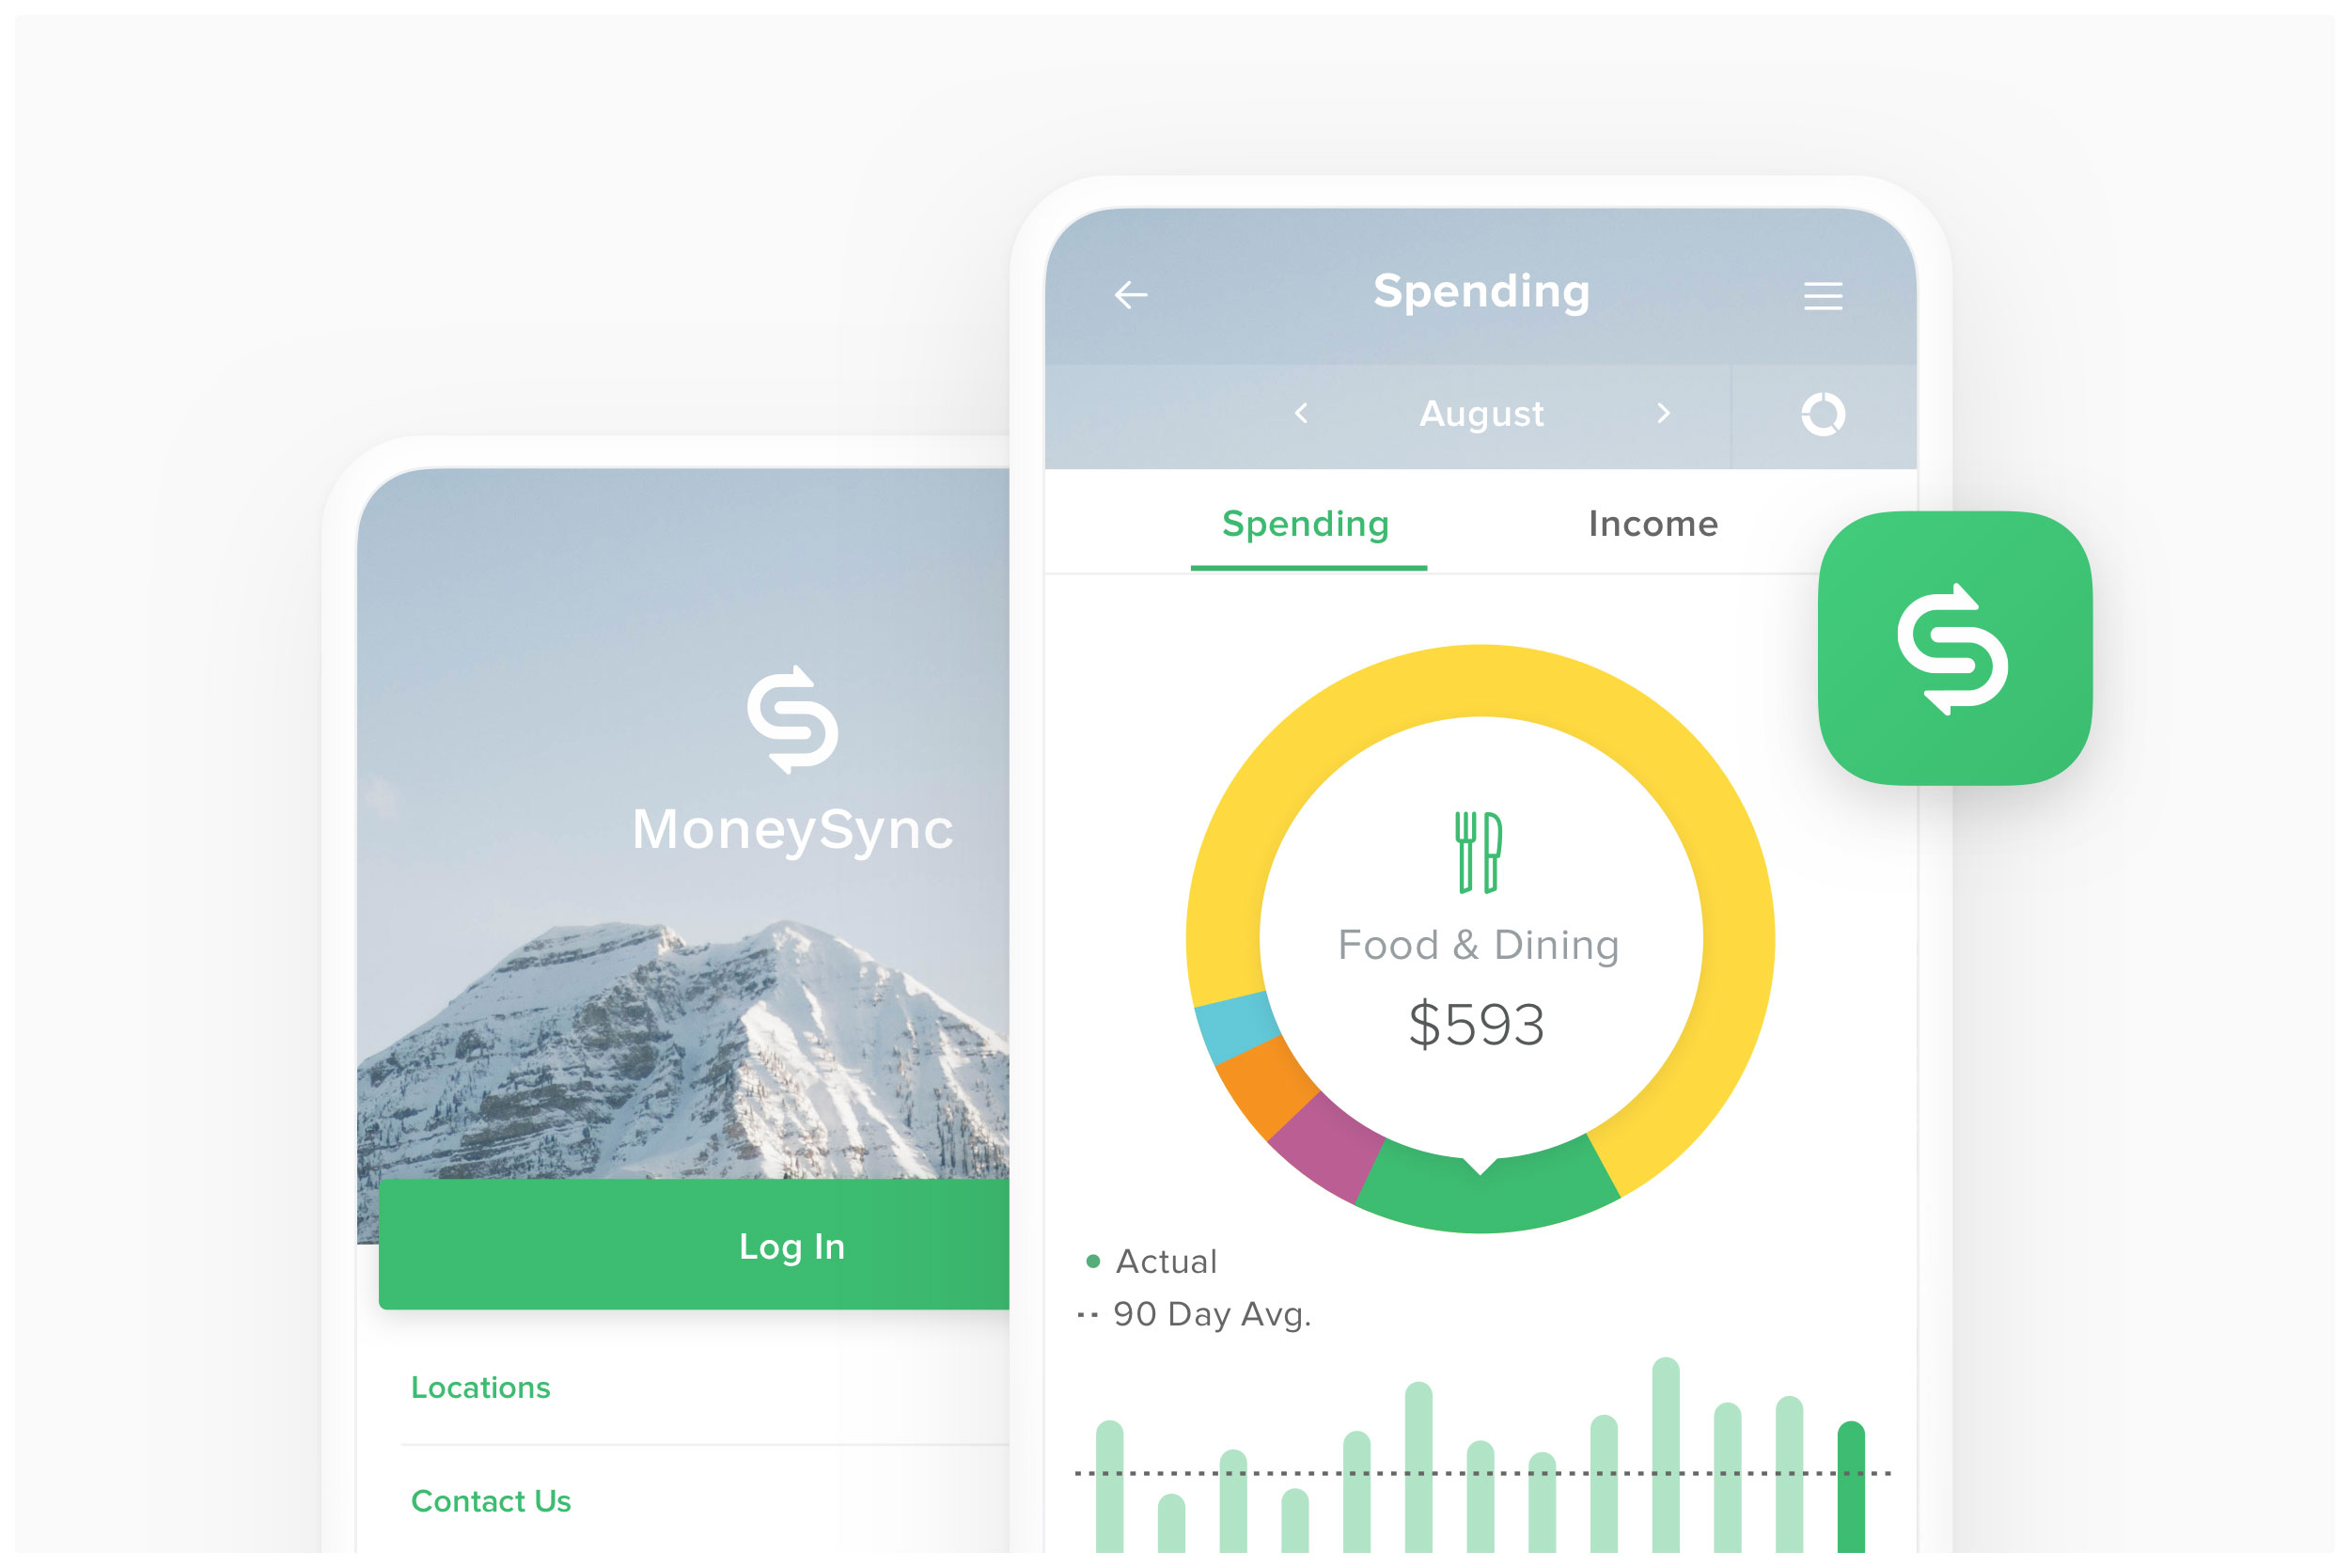 MoneySync
Log In
Locations
Contact Us
Spending
August
Spending
Income
Food & Dining
$593
Actual
90 Day Avg.